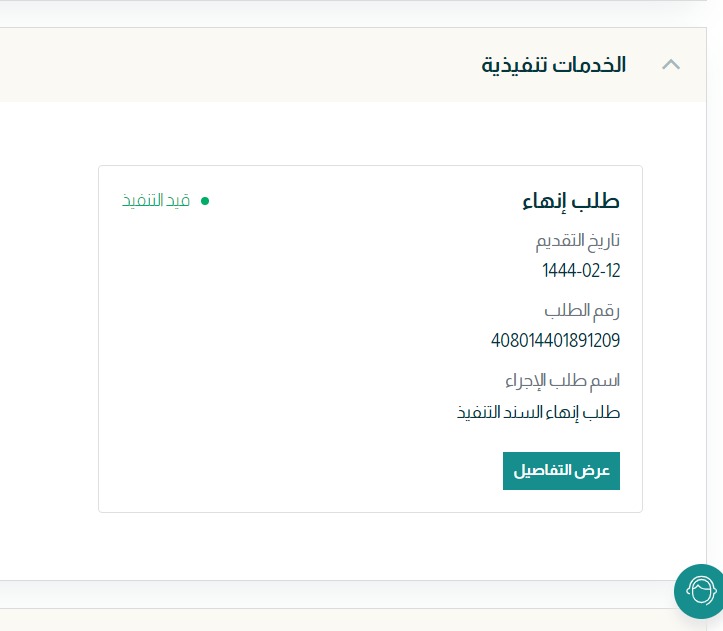 الخدمات تنفيذية
طلب إنهاء
قيد التنفيذ
تاريخ التقديم
1444-02-12
رقم الطلب
408014401891209
اسم طلب الإجراء
طلب إنهاء السند التنفيذ
عرض التفاصيل